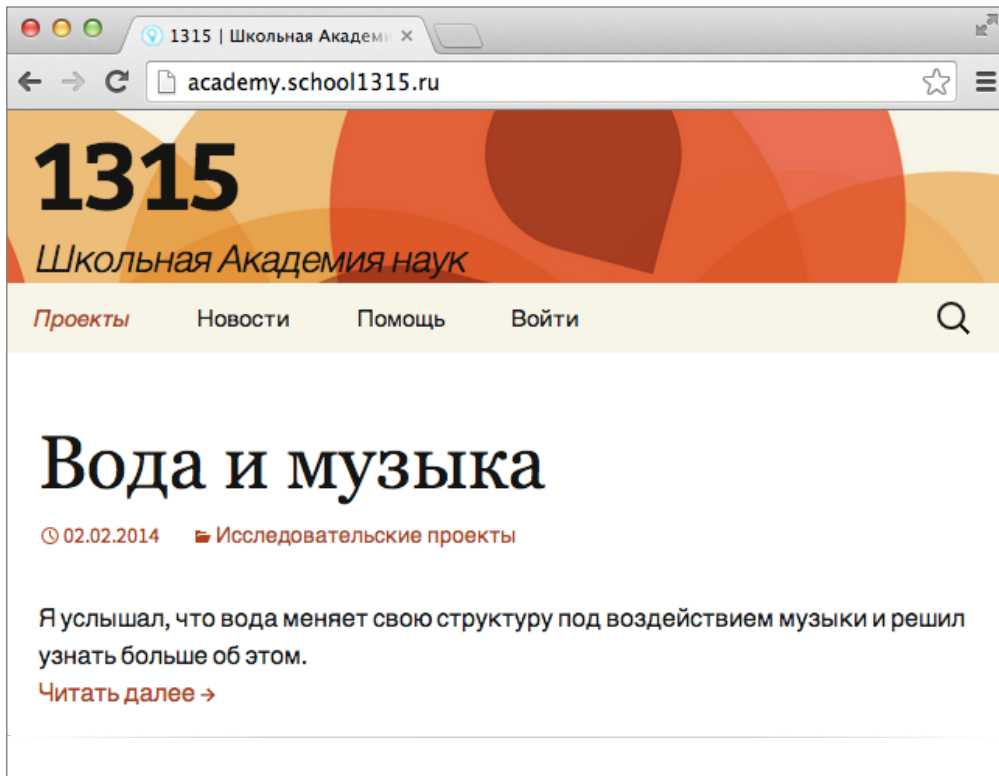 1315 | Школьная Академи
academy.school1315.ru
1315
Школьная Академия наук
Проекты Новости Помощь Войти
Вода и музыка
02.02.2014 Исследовательские проекты
Я услышал, что вода меняет свою структуру под воздействием музыки и решил
узнать больше об этом.
Читать далее →